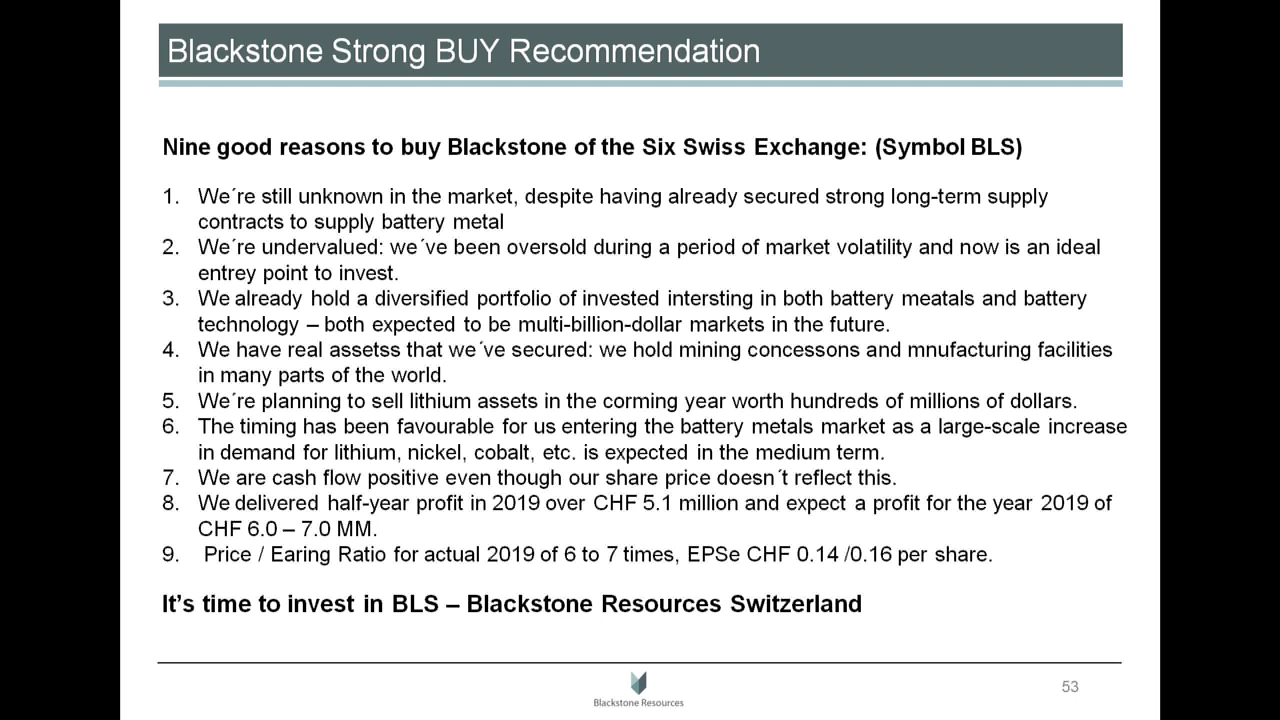 Blackstone Strong BUY Recommendation
Nine good reasons to buy Blackstone of the Six Swiss Exchange: (Symbol BLS)
1. We´re still unknown in the market, despite having already secured strong long-term supply
contracts to supply battery metal
2. We´re undervalued: we´ve been oversold during a period of market volatility and now is an ideal
entrey point to invest.
3. We already hold a diversified portfolio of invested intersting in both battery meatals and battery
technology – both expected to be multi-billion-dollar markets in the future.
4. We have real assetss that we´ve secured: we hold mining concessons and mnufacturing facilities
in many parts of the world.
5. We´re planning to sell lithium assets in the corming year worth hundreds of millions of dollars.
6. The timing has been favourable for us entering the battery metals market as a large-scale increase
in demand for lithium, nickel, cobalt, etc. is expected in the medium term.
7. We are cash flow positive even though our share price doesn´t reflect this.
8. We delivered half-year profit in 2019 over CHF 5.1 million and expect a profit for the year 2019 of
CHF 6.0 – 7.0 MM.
9. Price / Earing Ratio for actual 2019 of 6 to 7 times, EPSe CHF 0.14 /0.16 per share.
It's time to invest in BLS – Blackstone Resources Switzerland
Blackstone Resources
53